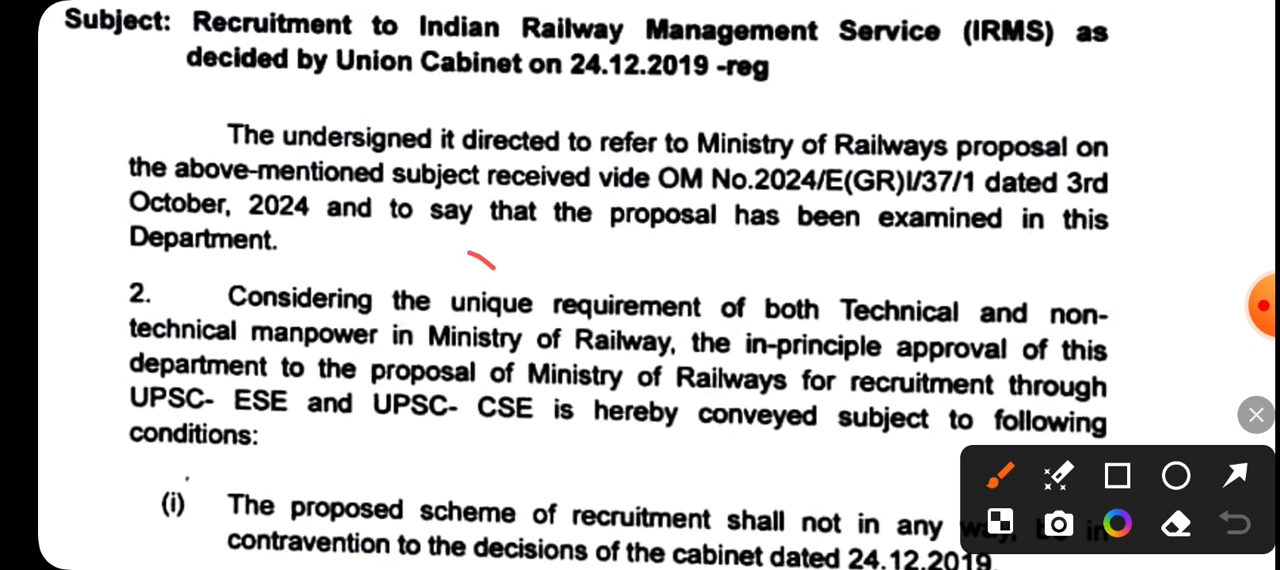 Subject: Recruitment to Indian Railway Management Service (IRMS) as
decided by Union Cabinet on 24.12.2019 -reg
The undersigned it directed to refer to Ministry of Railways proposal on
the above-mentioned subject received vide OM No.2024/E(GR)I/37/1 dated 3rd
October, 2024 and to say that the proposal has been examined in this
Department.
2. Considering the unique requirement of both Technical and non-
technical manpower in Ministry of Railway, the in-principle approval of this
department to the proposal of Ministry of Railways for recruitment through
UPSC- ESE and UPSC- CSE is hereby conveyed subject to following
conditions:
(i) The proposed scheme of recruitment shall not in any way, be in
contravention to the decisions of the cabinet dated 24.12.2019.